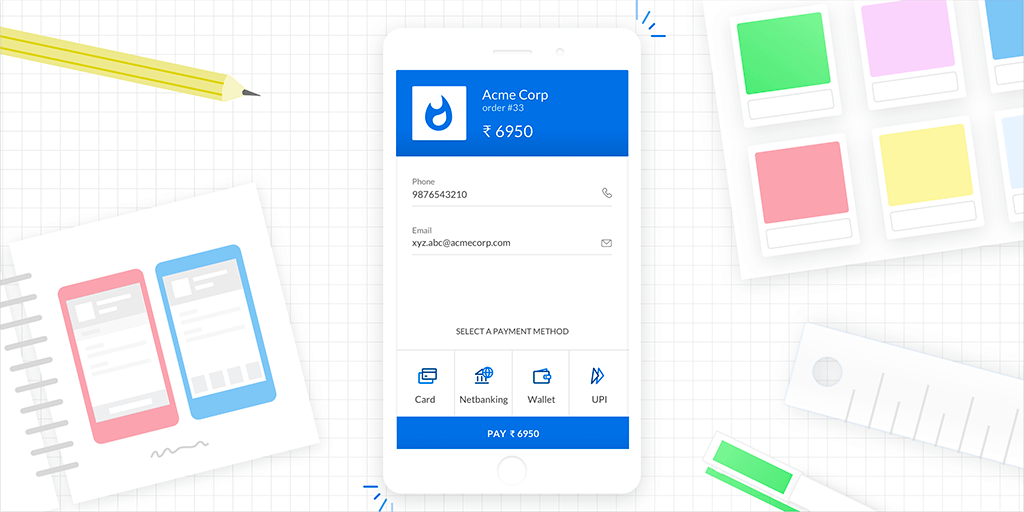 Acme Corp
order #33
₹ 6950
Phone
9876543210
Email
xyz.abc@acmecorp.com
SELECT A PAYMENT METHOD
Card
Netbanking
Wallet
UPI
PAY ₹ 6950